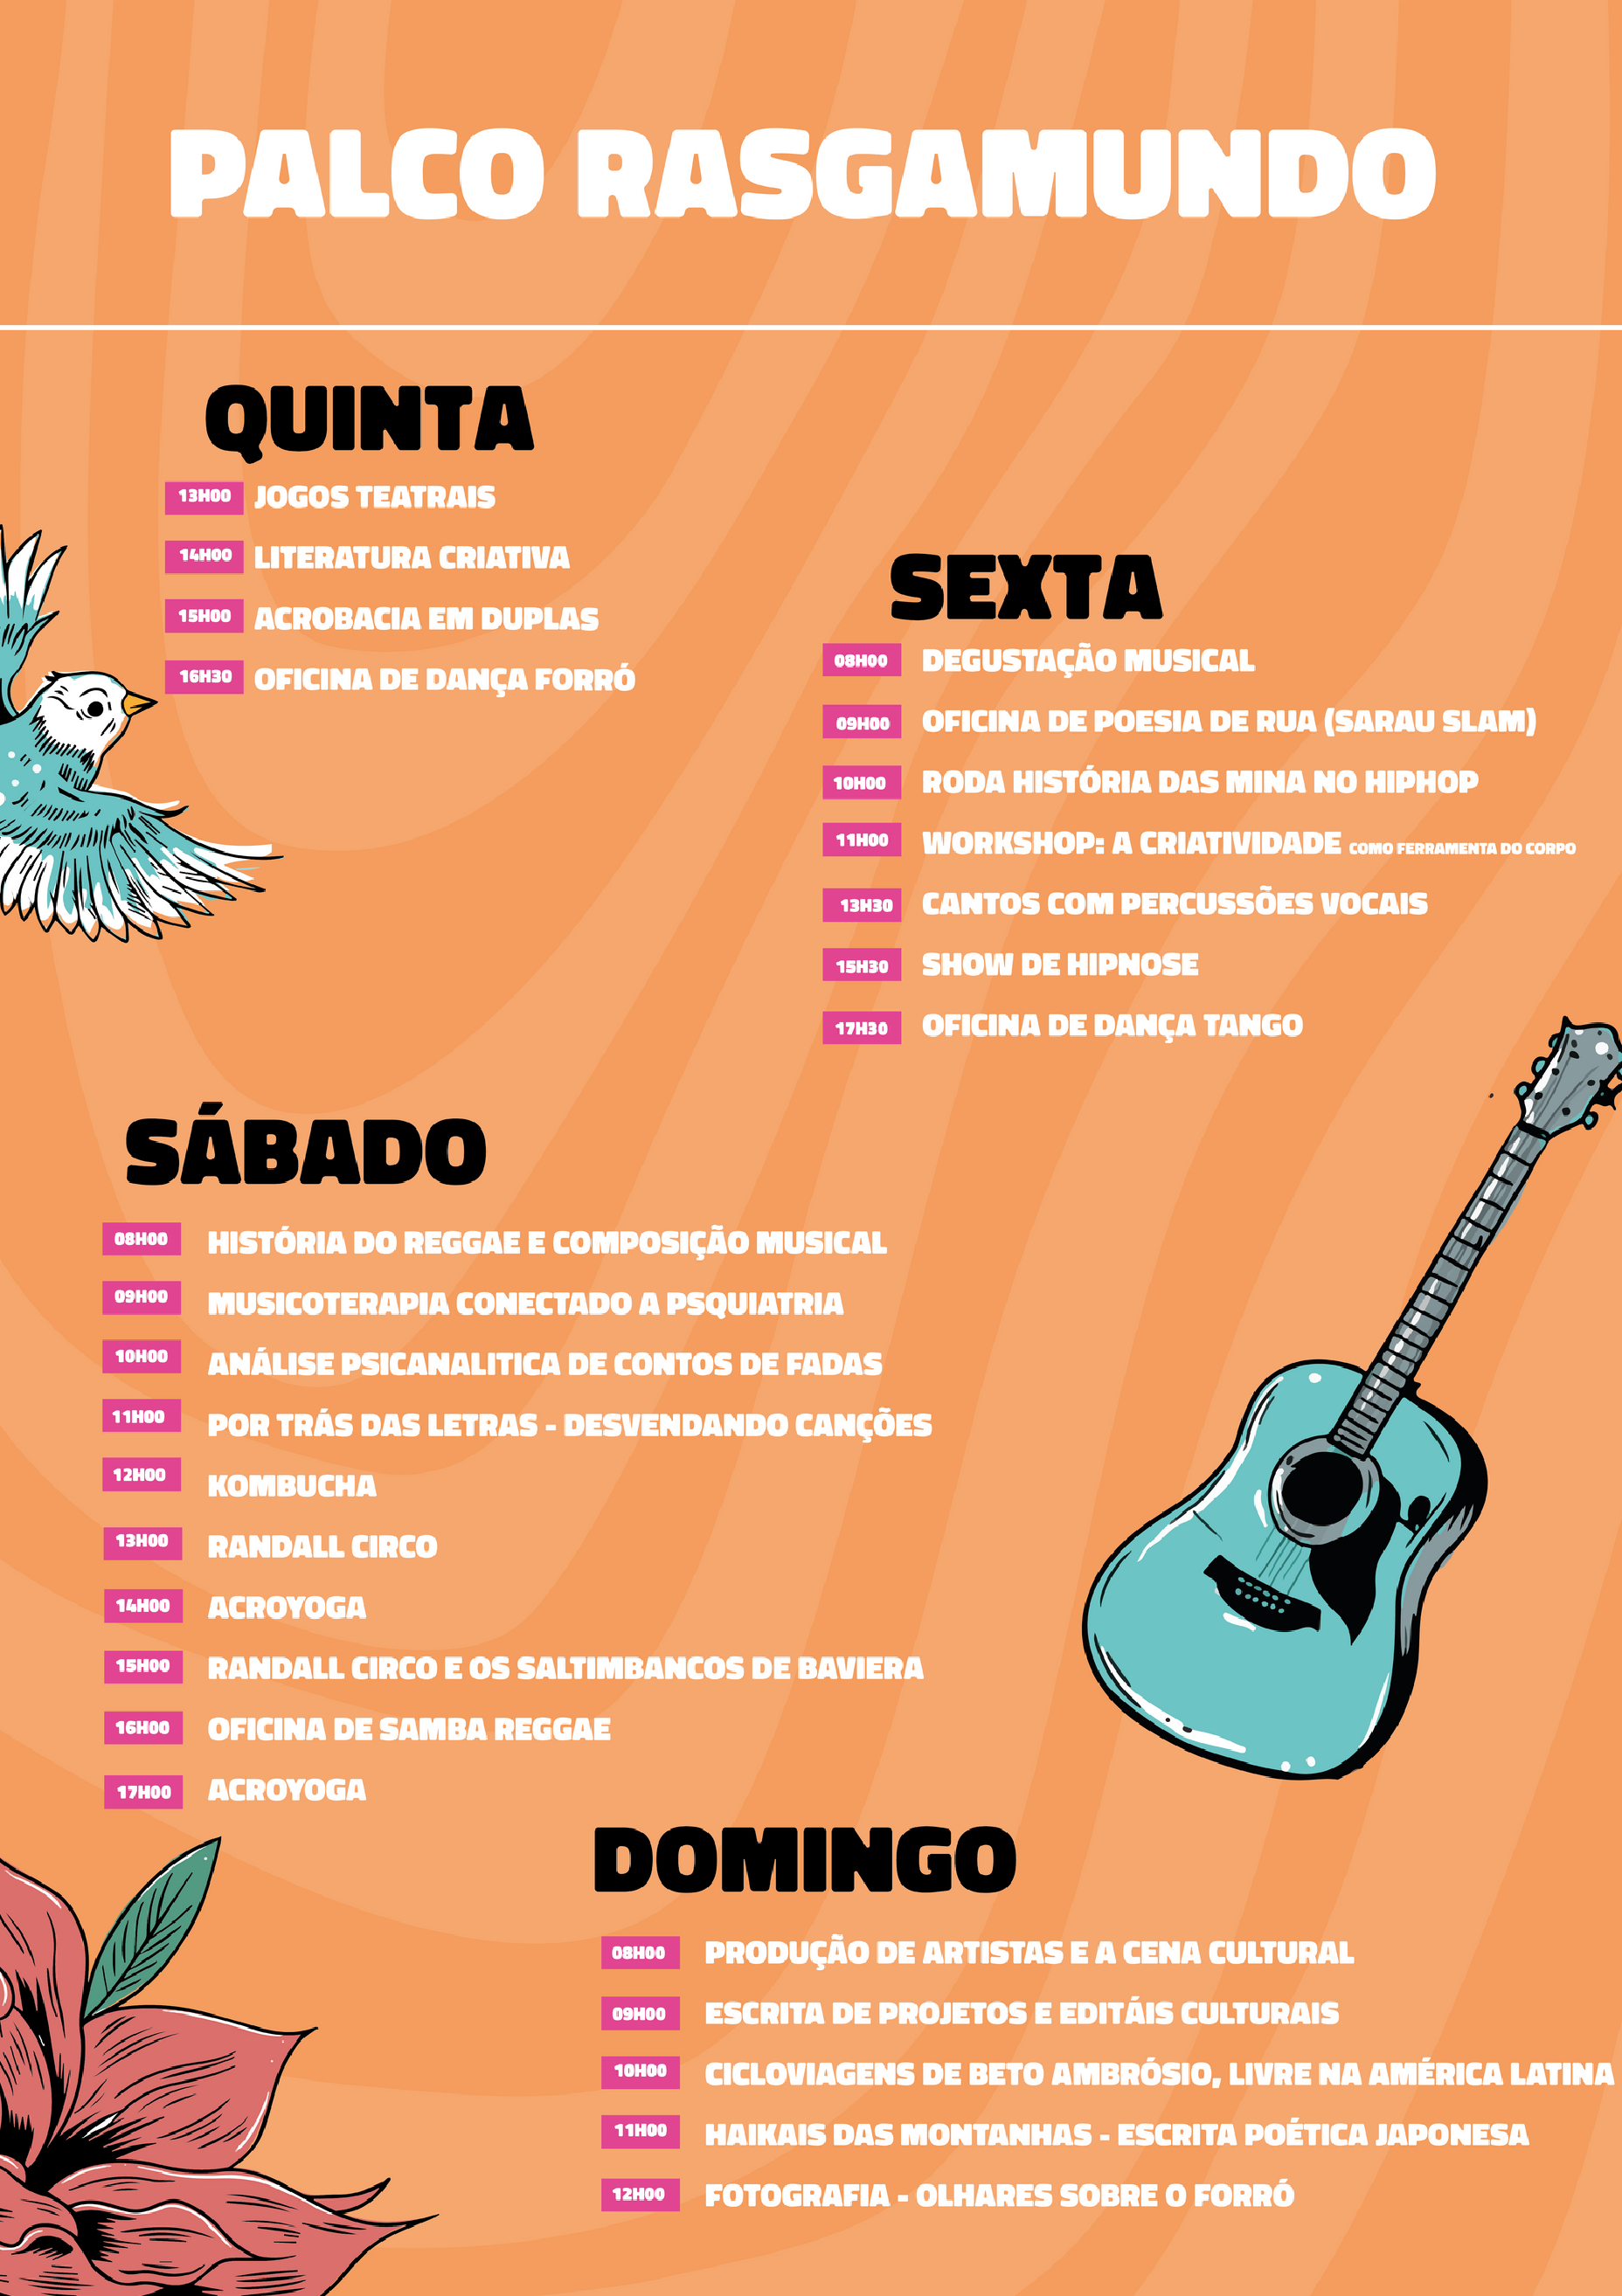 PALCO RASGAMUNDO
QUINTA
13H00 JOGOS TEATRAIS
14H00 LITERATURA CRIATIVA
15H00 ACROBACIA EM DUPLAS
16H30 OFICINA DE DANÇA FORRÓ
SEXTA
08H00 DEGUSTAÇÃO MUSICAL
09H00 OFICINA DE POESIA DE RUA (SARAU SLAM)
10H00 RODA HISTÓRIA DAS MINA NO HIPHOP
11H00 WORKSHOP: A CRIATIVIDADE COMO FERRAMENTA DO CORPO
13H30 CANTOS COM PERCUSSÕES VOCAIS
15H30 SHOW DE HIPNOSE
17H30 OFICINA DE DANÇA TANGO
SÁBADO
08H00 HISTÓRIA DO REGGAE E COMPOSIÇÃO MUSICAL
09H00 MUSICOTERAPIA CONECTADO A PSQUIATRIA
10H00 ANÁLISE PSICANALITICA DE CONTOS DE FADAS
11H00 POR TRÁS DAS LETRAS - DESVENDANDO CANÇÕES
12H00 KOMBUCHA
13H00 RANDALL CIRCO
14H00 ACROYOGA
15H00 RANDALL CIRCO E OS SALTIMBANCOS DE BAVIERA
16H00 OFICINA DE SAMBA REGGAE
17H00 ACROYOGA
DOMINGO
08H00 PRODUÇÃO DE ARTISTAS E A CENA CULTURAL
09H00 ESCRITA DE PROJETOS E EDITÁIS CULTURAIS
10H00 CICLOVIAGENS DE BETO AMBRÓSIO, LIVRE NA AMÉRICA LATINA
11H00 HAIKAIS DAS MONTANHAS - ESCRITA POÉTICA JAPONESA
12H00 FOTOGRAFIA - OLHARES SOBRE O FORRÓ